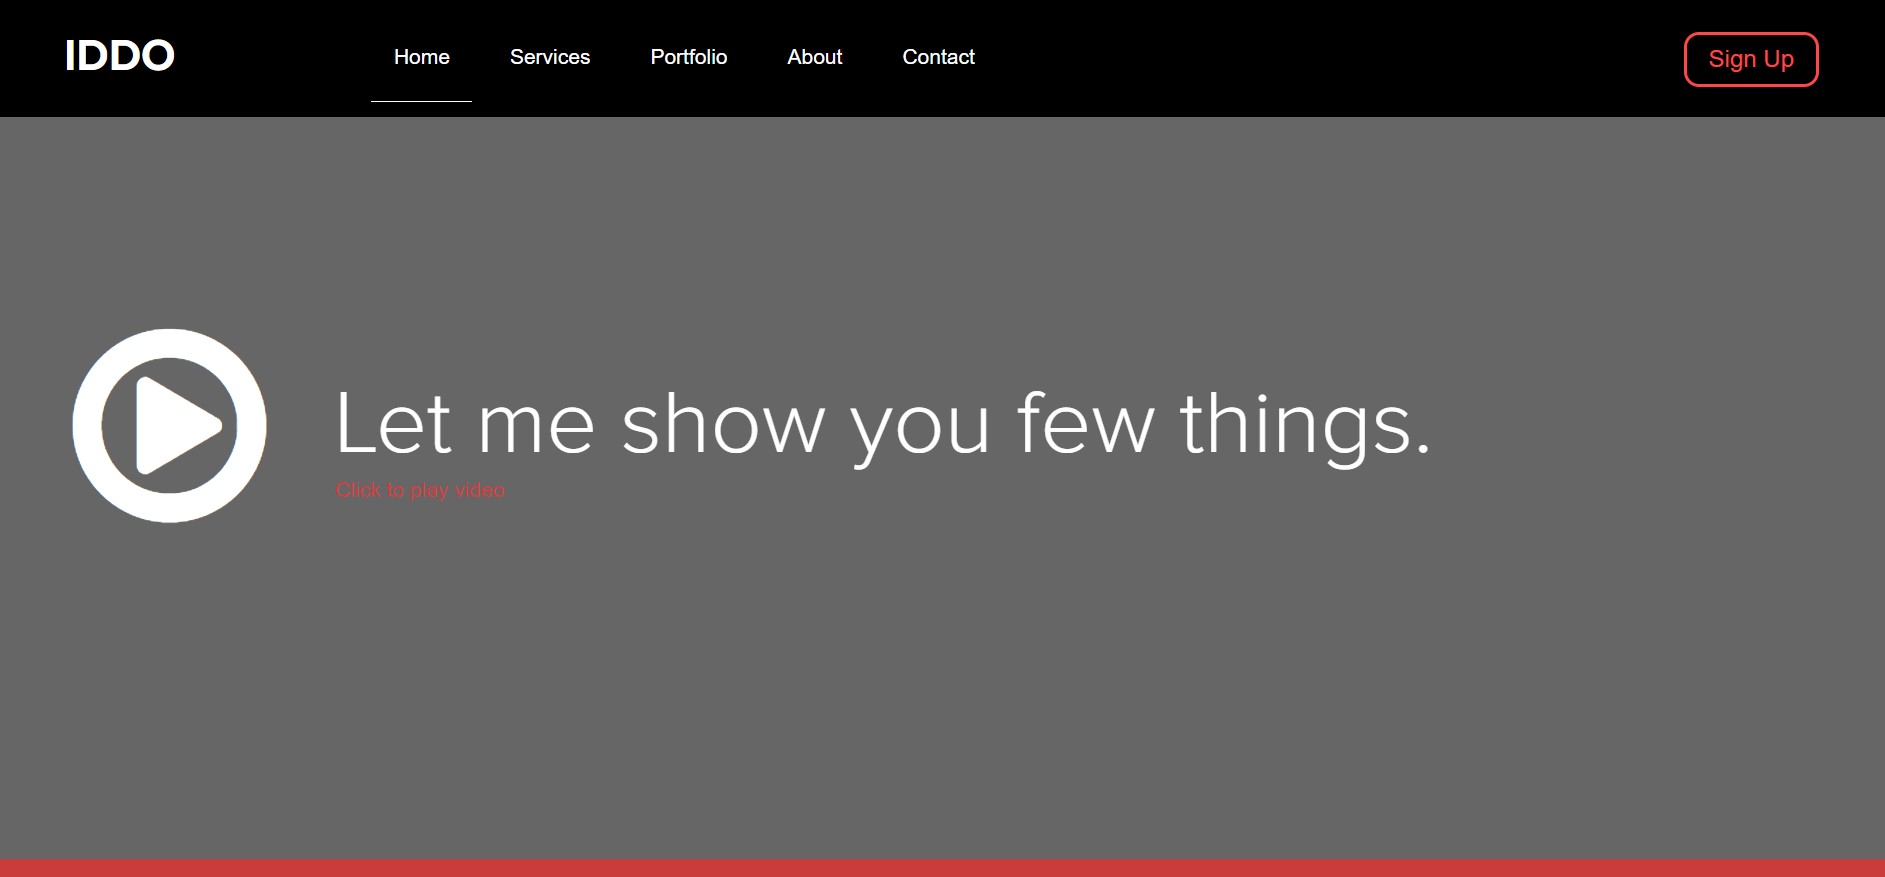 IDDO
Home Services Portfolio About Contact
Sign Up
Let me show you few things.
Click to play video